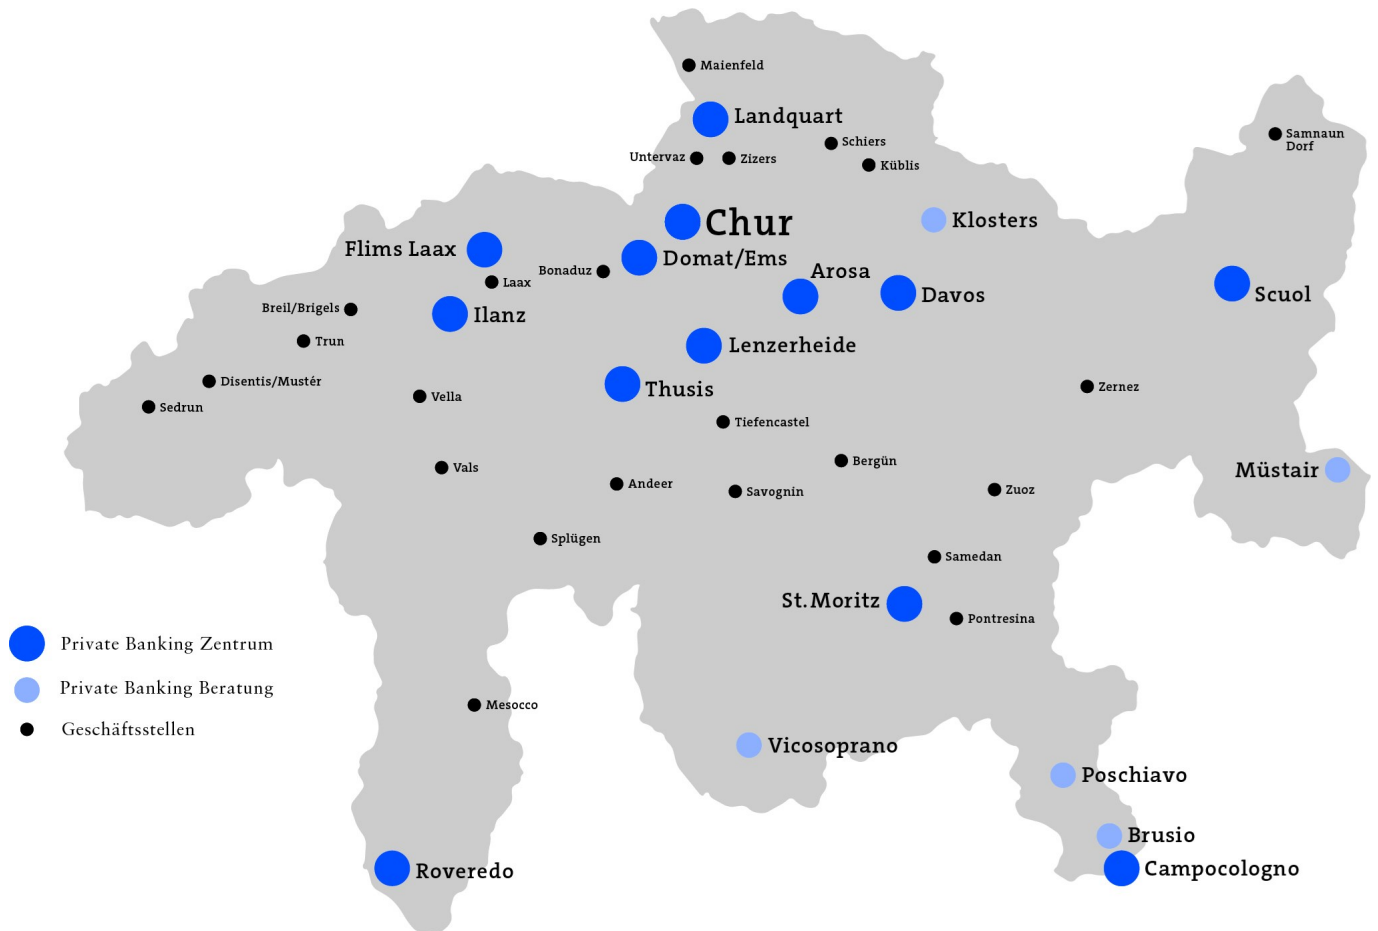 Maienfeld
Landquart
Schiers
Untervaz
Zizers
Küblis
Samnaun
Dorf
Chur
Klosters
Flims Laax
Domat/Ems
Bonaduz
Arosa
Laax
Davos
Scuol
Breil/Brigels
Ilanz
Trun
Lenzerheide
Disentis/Mustér
Thusis
Zernez
Vella
Sedrun
Tiefencastel
Bergün
Vals
Müstair
Andeer
Savognin
Zuoz
Splügen
Samedan
St.Moritz
Pontresina
Private Banking Zentrum
Private Banking Beratung
Geschäftsstellen
Mesocco
Vicosoprano
Poschiavo
Brusio
Roveredo
Campocologno